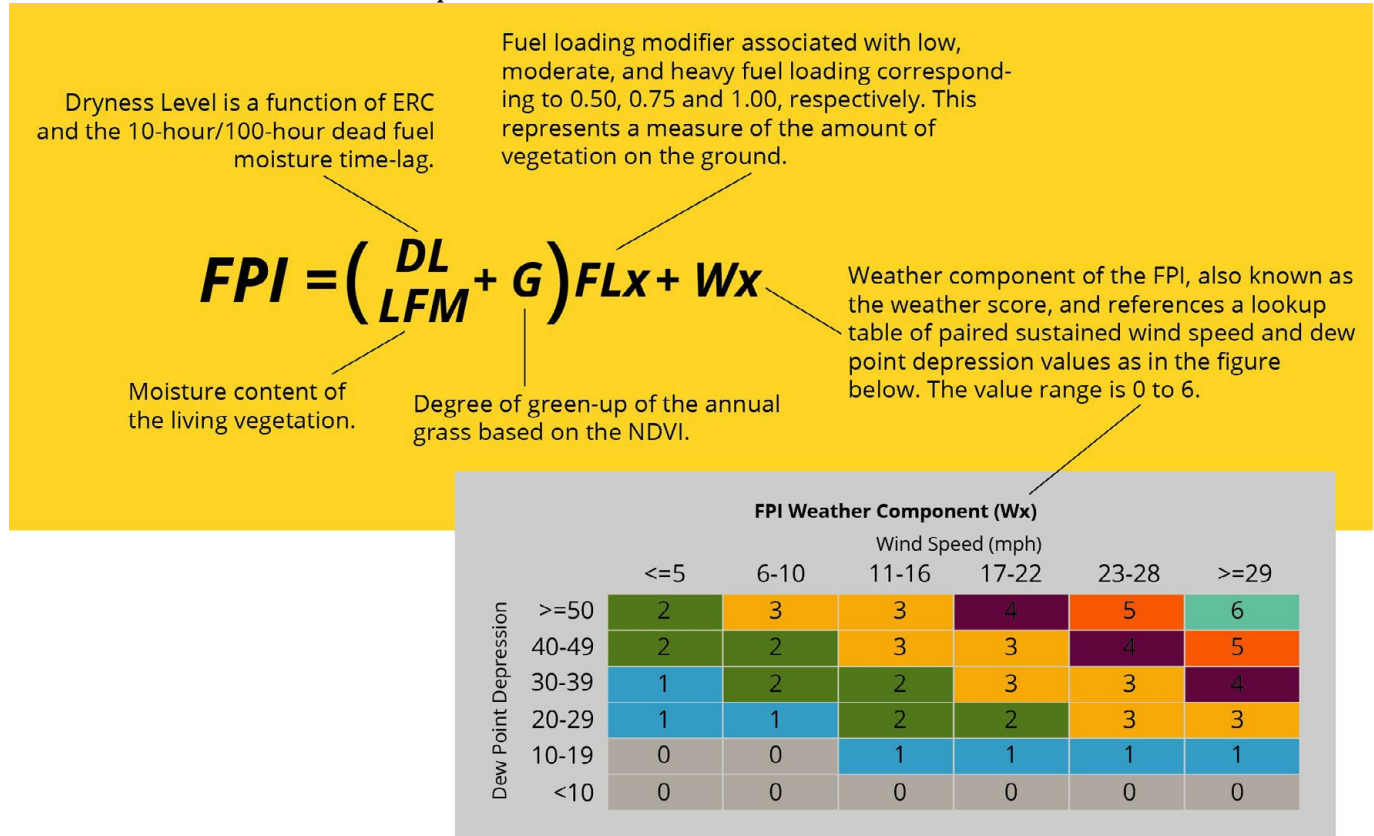 Fuel loading modifier associated with low,
moderate, and heavy fuel loading correspond-
ing to 0.50, 0.75 and 1.00, respectively. This
represents a measure of the amount of
vegetation on the ground.
Dryness Level is a function of ERC
and the 10-hour/100-hour dead fuel
moisture time-lag.
FPI = ( DL
LFM + G ) FLx + Wx
Weather component of the FPI, also known as
the weather score, and references a lookup
table of paired sustained wind speed and dew
point depression values as in the figure
below. The value range is 0 to 6.
Moisture content of
the living vegetation.
Degree of green-up of the annual
grass based on the NDVI.
FPI Weather Component (Wx)
Wind Speed (mph)
<=5 6-10 11-16 17-22 23-28 >=29
Dew Point Depression
>=50 2 3 3 4 5 6
40-49 2 2 3 3 4 5
30-39 1 2 2 3 3 4
20-29 1 1 2 2 3 3
10-19 0 0 1 1 1 1
<10 0 0 0 0 0 0